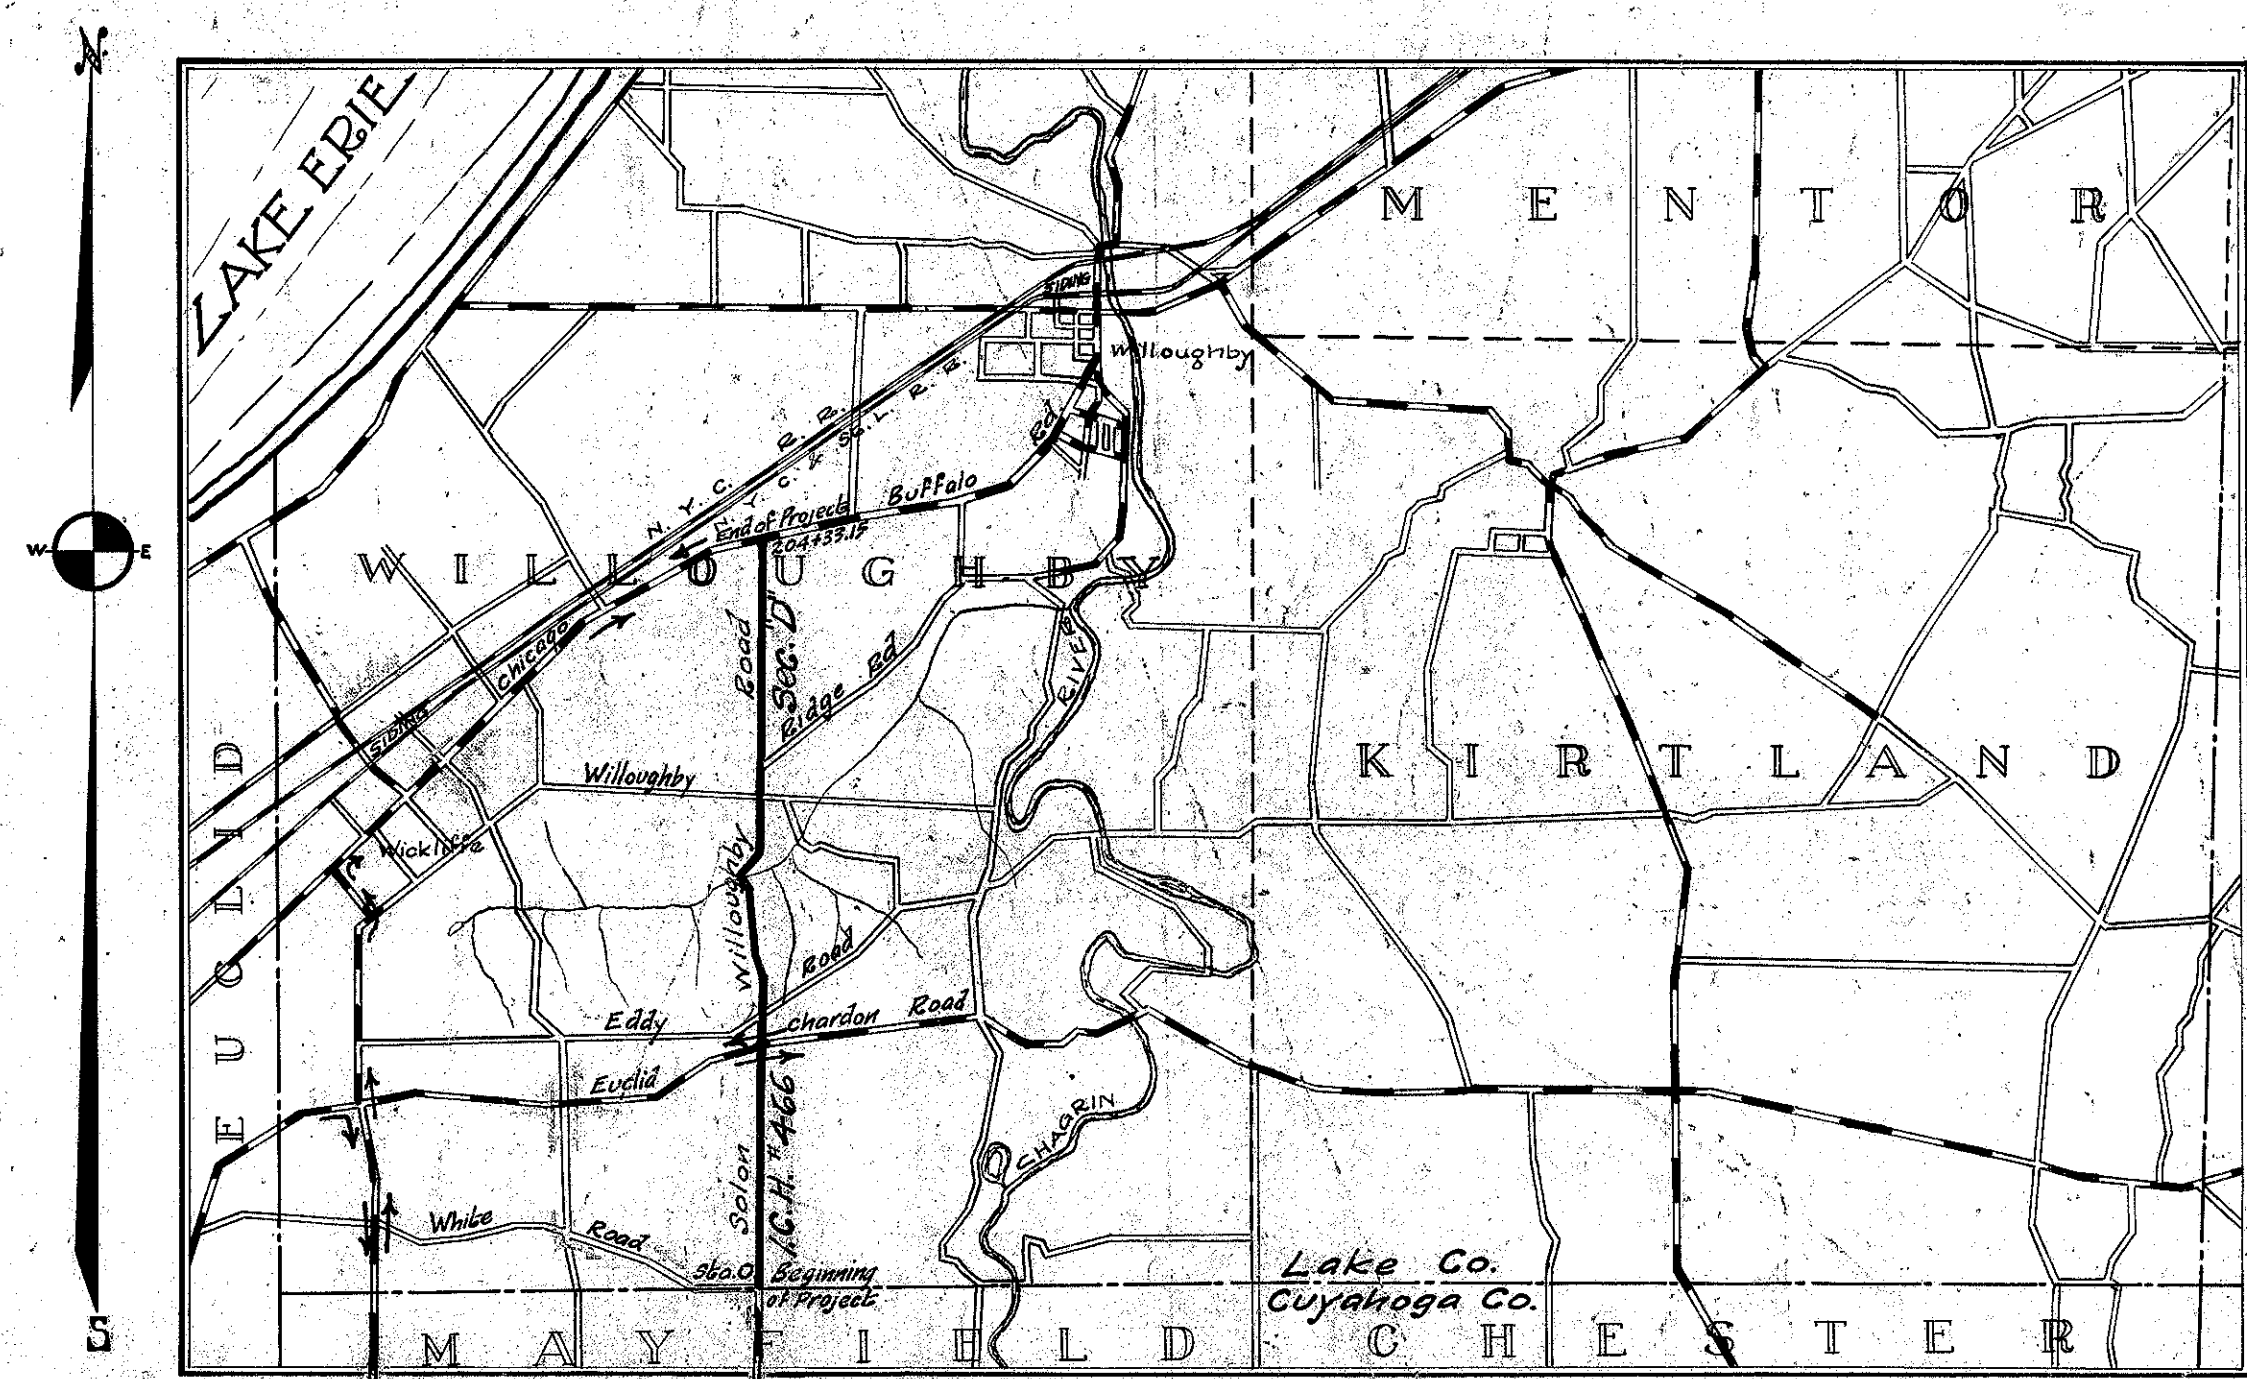 N
LAKE ERIE
MENTOR
SIDING
Willoughby
Rd
N. Y. C. R. R.
N. Y. C. & St. L. R. R.
Buffalo
End of Project
204+33.15
W
E
WILLOUGHBY
Chicago
Road
Sec. "D"
Ridge Rd
RIVER
SIDING
EUCLID
Willoughby
KIRTLAND
Wickliffe
Willoughby
Road
Eddy
Chardon Road
Euclid
Solon
I.C.H. #466 Y
CHAGRIN
White Road
Sta. 0
Beginning
of Project
Lake Co.
Cuyahoga Co.
S
MAYFIELD
CHESTER